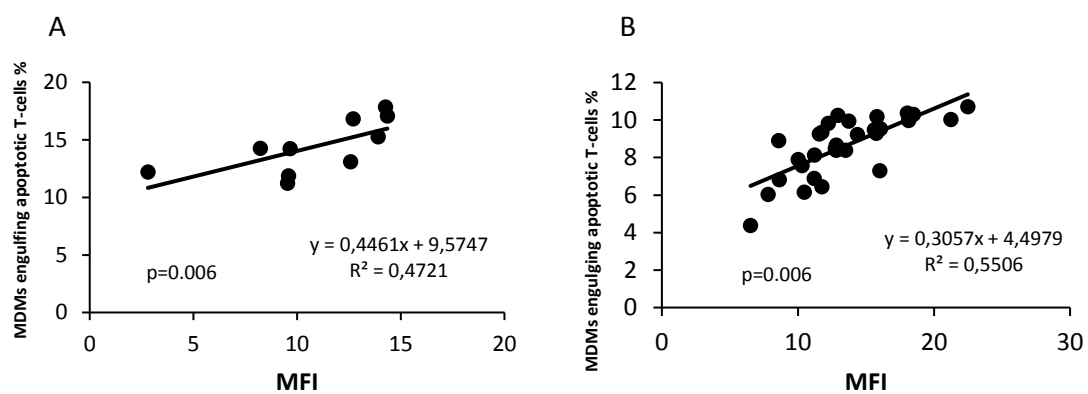 A
MDMs engulfing apoptotic T-cells %
20
15
10
5
0
y = 0,4461x + 9,5747
R² = 0,4721
p=0.006
0
5
10
15
20
MFI
B
MDMs engulging apoptotic T-cells %
12
10
8
6
4
2
0
y = 0,3057x + 4,4979
R² = 0,5506
p=0.006
0
10
20
30
MFI